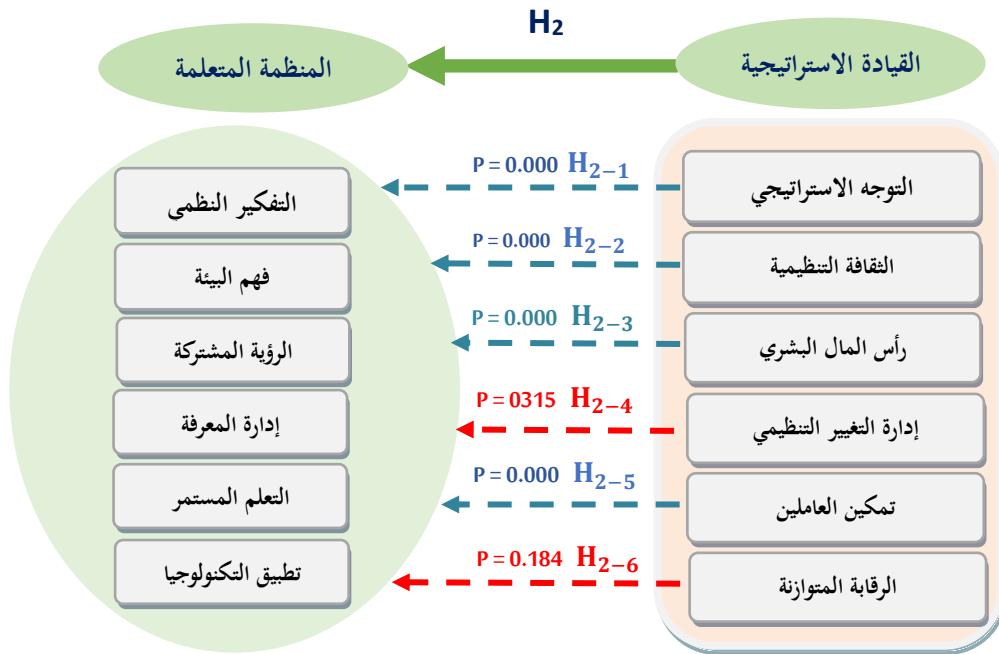 H₂
القيادة الاستراتيجية
المنظمة المتعلمة
التوجه الاستراتيجي
P = 0.000 H₂₋₁
التفكير النظمي
الثقافة التنظيمية
P = 0.000 H₂₋₂
فهم البيئة
رأس المال البشري
P = 0.000 H₂₋₃
الرؤية المشتركة
إدارة التغيير التنظيمي
P = 0315 H₂₋₄
إدارة المعرفة
تمكين العاملين
P = 0.000 H₂₋₅
التعلم المستمر
الرقابة المتوازنة
P = 0.184 H₂₋₆
تطبيق التكنولوجيا